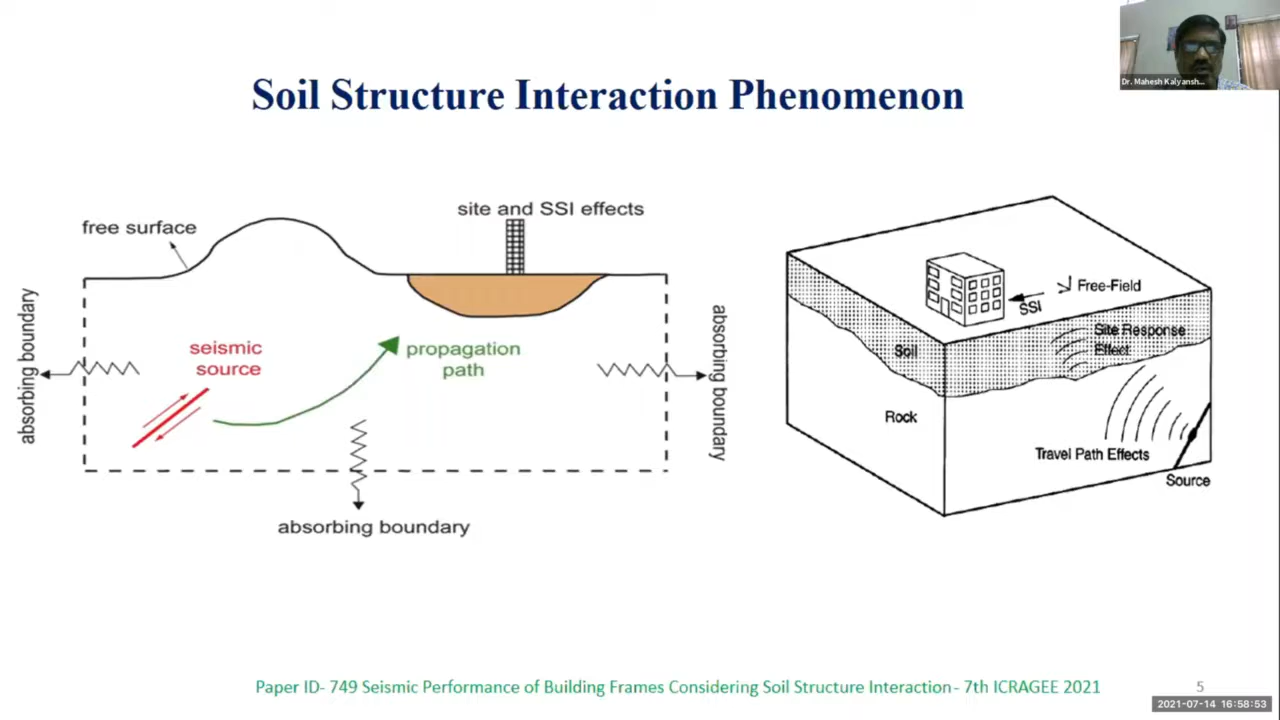 Dr. Mahesh Kalyansh...
Soil Structure Interaction Phenomenon
free surface
site and SSI effects
absorbing boundary
seismic
source
propagation
path
absorbing boundary
absorbing boundary
Free-Field
SSI
Site Response
Effect
Soil
Rock
Travel Path Effects
Source
Paper ID- 749 Seismic Performance of Building Frames Considering Soil Structure Interaction- 7th ICRAGEE 2021
5
2021-07-14 16:58:53